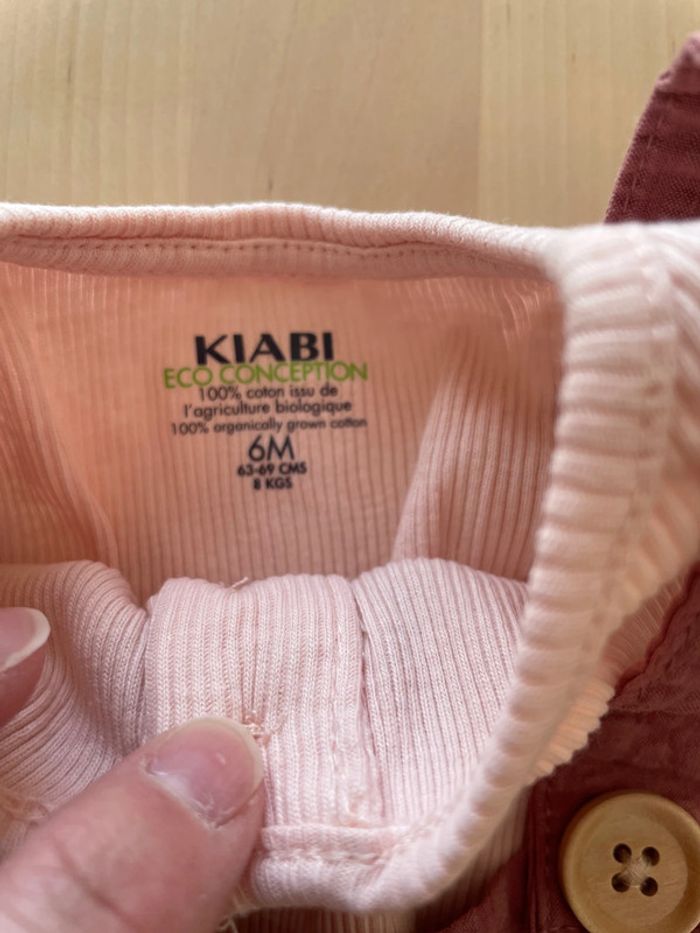 KIABI
ECO CONCEPTION
100% coton issu de
l'agriculture biologique
100% organically grown cotton
6M
63-69 CMS
8 KGS